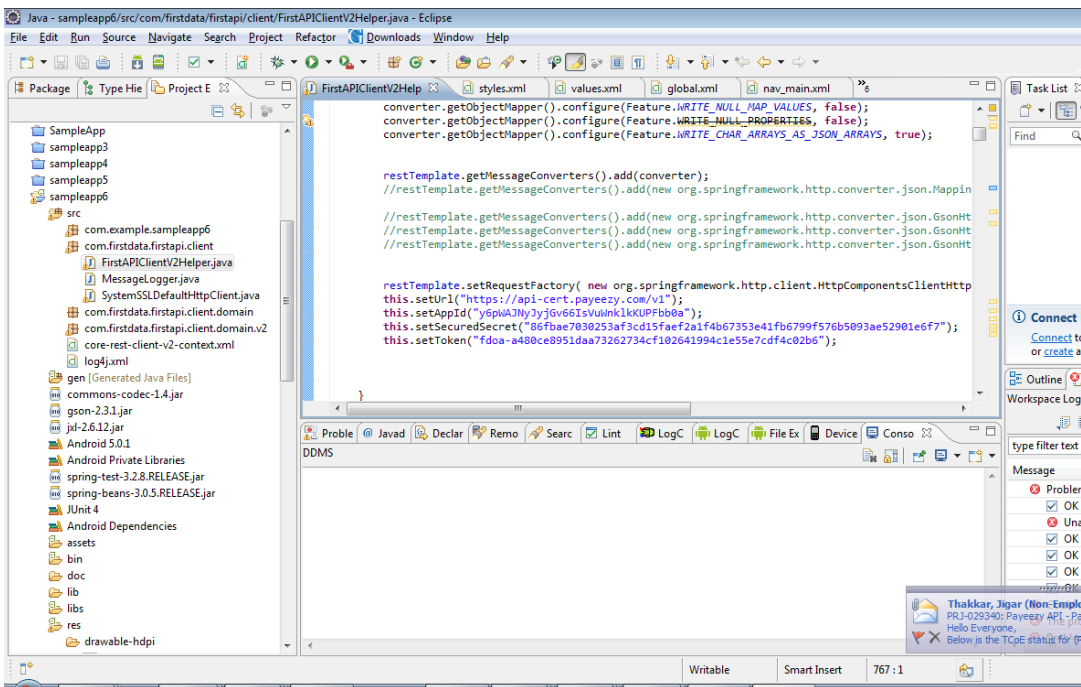 Java - sampleapp6/src/com/firstdata/firstapi/client/FirstAPIClientV2Helper.java - Eclipse
File Edit Run Source Navigate Search Project Refactor Downloads Window Help
Package Type Hie Project E
SampleApp
sampleapp3
sampleapp4
sampleapp5
sampleapp6
src
com.example.sampleapp6
com.firstdata.firstapi.client
FirstAPIClientV2Helper.java
MessageLogger.java
SystemSSLDefaultHttpClient.java
com.firstdata.firstapi.client.domain
com.firstdata.firstapi.client.domain.v2
core-rest-client-v2-context.xml
log4j.xml
gen [Generated Java Files]
commons-codec-1.4.jar
gson-2.3.1.jar
jxl-2.6.12.jar
Android 5.0.1
Android Private Libraries
spring-test-3.2.8.RELEASE.jar
spring-beans-3.0.5.RELEASE.jar
JUnit 4
Android Dependencies
assets
bin
doc
lib
libs
res
drawable-hdpi
FirstAPIClientV2Help styles.xml values.xml global.xml nav_main.xml »6
converter.getObjectMapper().configure(Feature.WRITE_NULL_MAP_VALUES, false);
converter.getObjectMapper().configure(Feature.WRITE_NULL_PROPERTIES, false);
converter.getObjectMapper().configure(Feature.WRITE_CHAR_ARRAYS_AS_JSON_ARRAYS, true);
restTemplate.getMessageConverters().add(converter);
//restTemplate.getMessageConverters().add(new org.springframework.http.converter.json.Mappin
//restTemplate.getMessageConverters().add(new org.springframework.http.converter.json.GsonHt
//restTemplate.getMessageConverters().add(new org.springframework.http.converter.json.GsonHt
//restTemplate.getMessageConverters().add(new org.springframework.http.converter.json.GsonHt
restTemplate.setRequestFactory( new org.springframework.http.client.HttpComponentsClientHttp
this.setUrl("https://api-cert.payeezy.com/v1");
this.setAppId("y6pWAJNyJyjGv66IsVuWnklkKUPFbb0a");
this.setSecuredSecret("86fbae7030253af3cd15faef2a1f4b67353e41fb6799f576b5093ae52901e6f7");
this.setToken("fdoa-a480ce8951daa73262734cf102641994c1e55e7cdf4c02b6");
}
Proble Javad Declar Remo Searc Lint LogC LogC File Ex Device Conso
DDMS
Task List
Find
Connect
Connect to
or create a
Outline
Workspace Log
type filter text
Message
Problem
OK
Una
OK
OK
OK
Thakkar, Jigar (Non-Emplo
PRJ-029340: Payeezy API - Pa
Hello Everyone,
Below is the TCoE status for (P
Writable Smart Insert 767 : 1